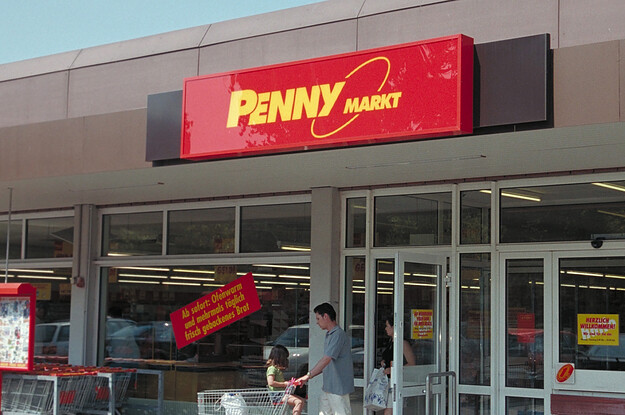 PENNY MARKT
Ab sofort: Ofenwarm
und mehrmals täglich
frisch gebackenes Brot
HERZLICH
WILLKOMMEN!